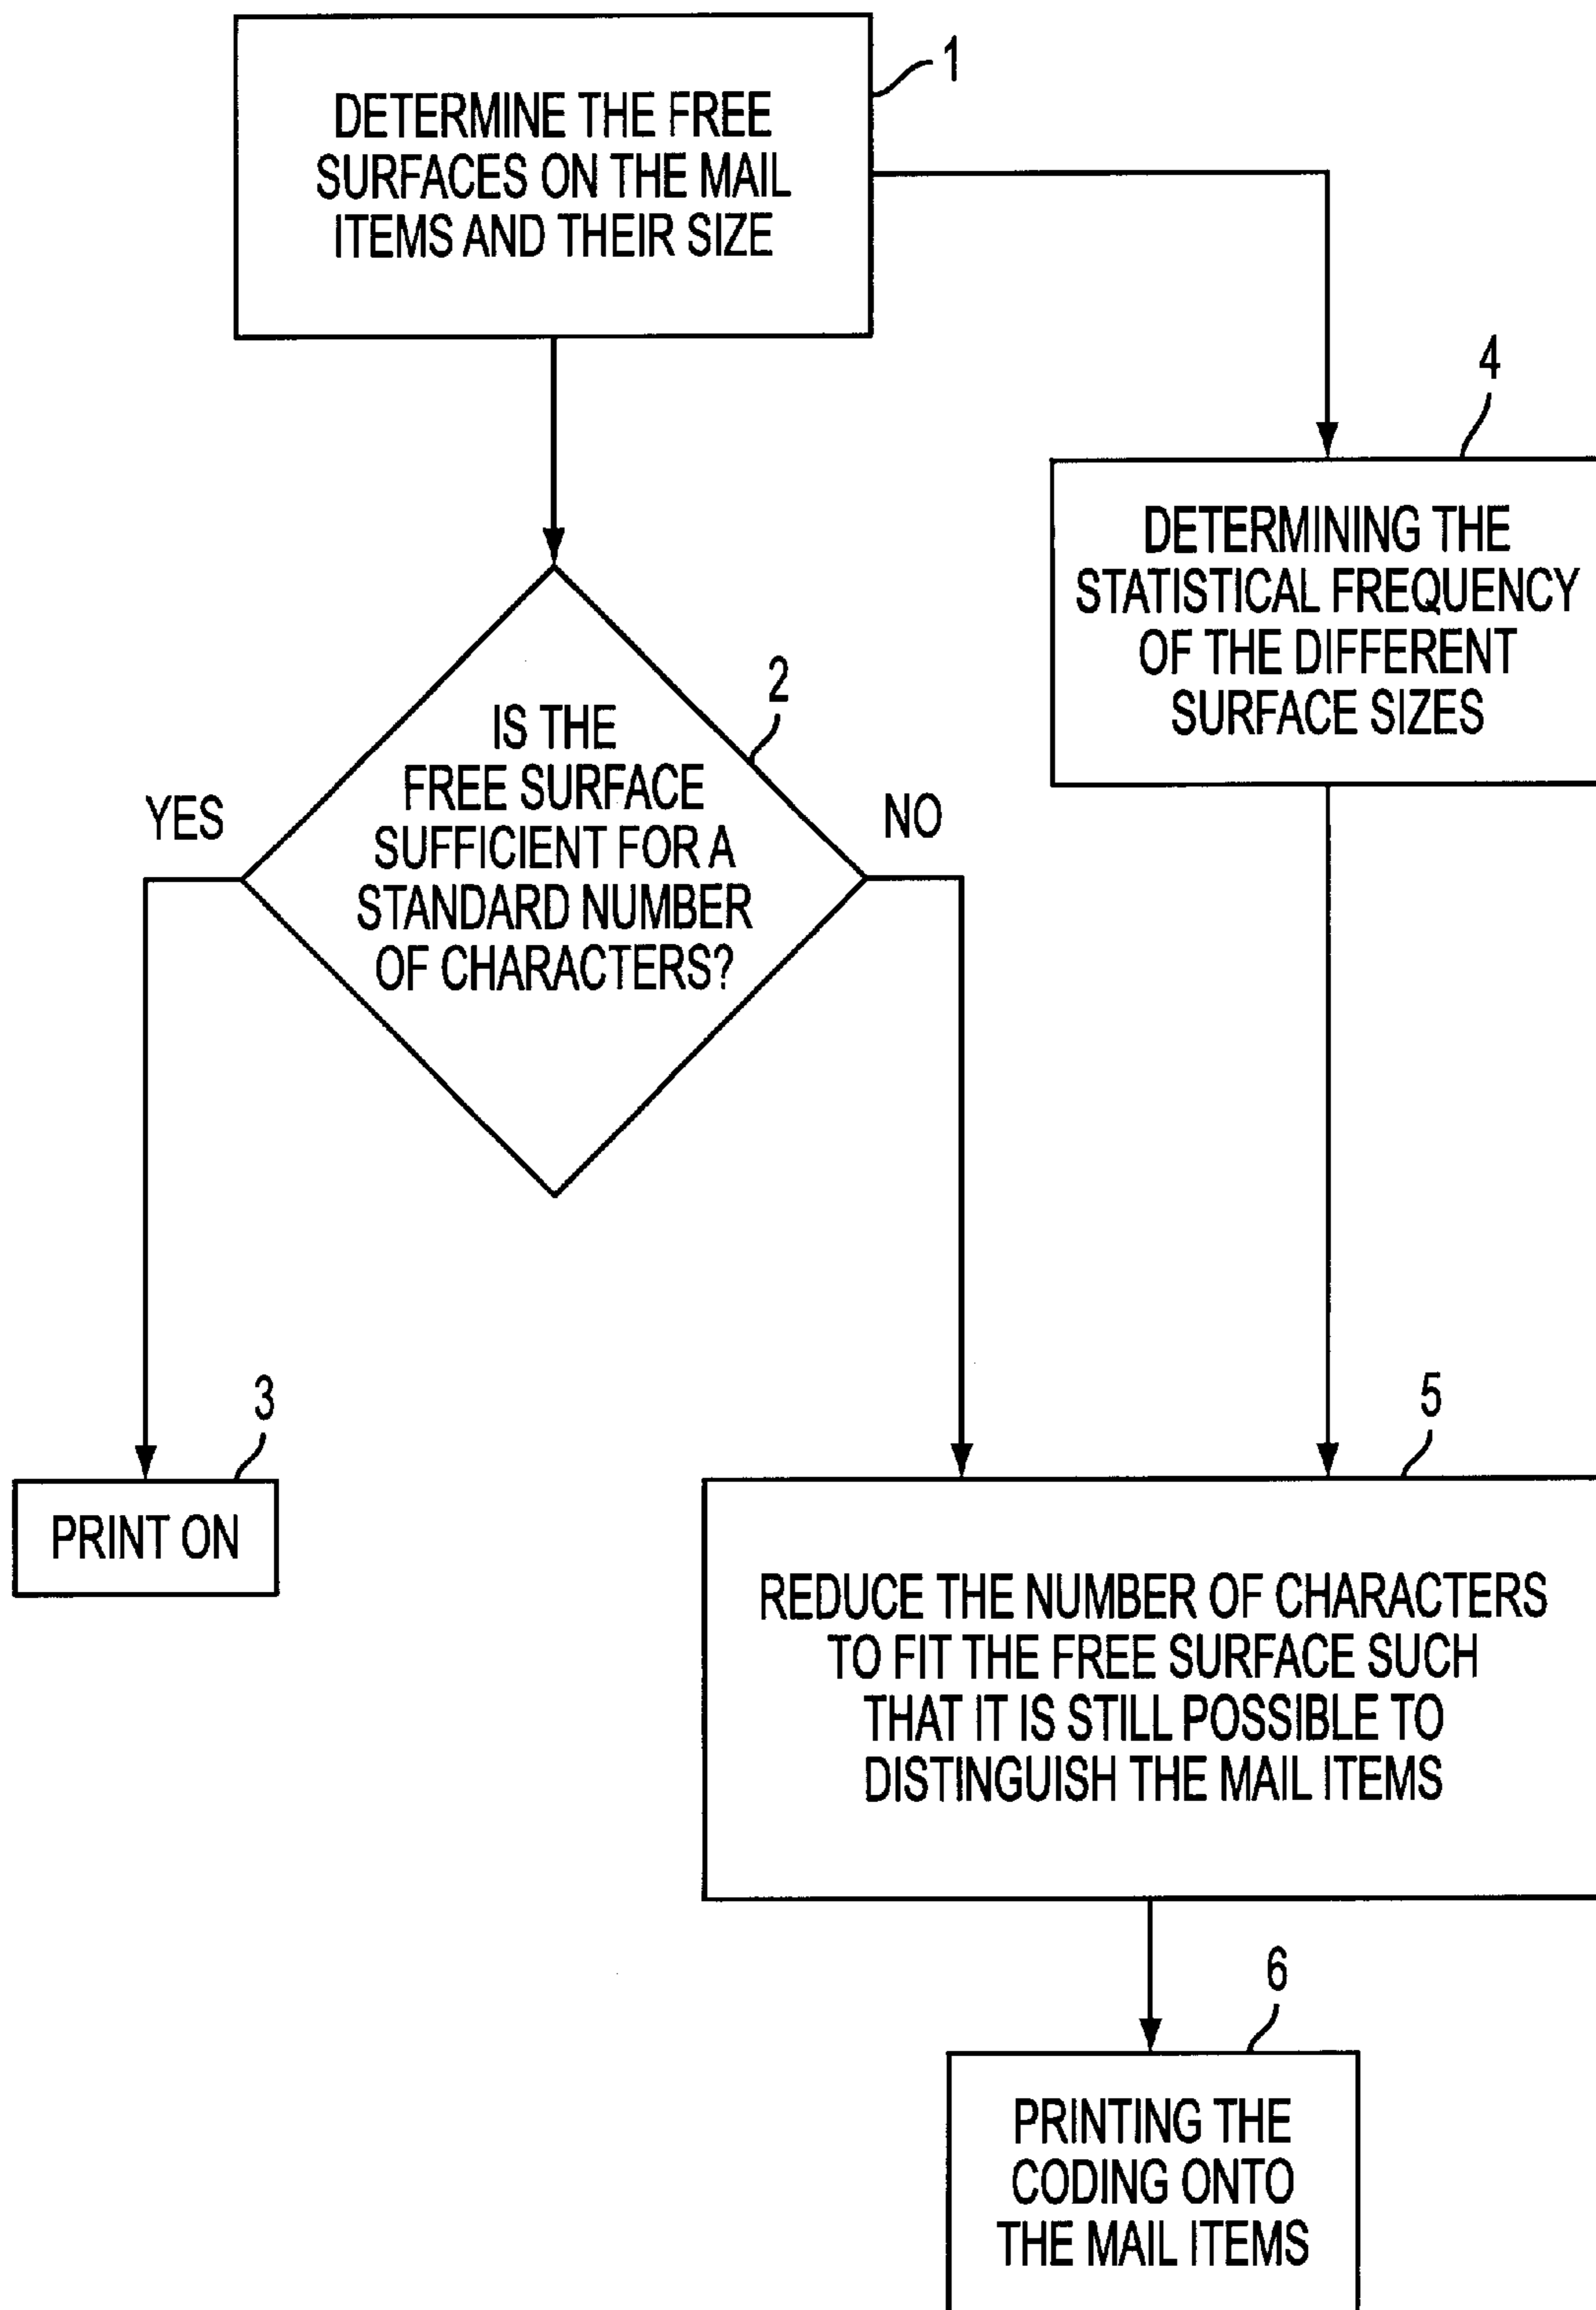 1
DETERMINE THE FREE
SURFACES ON THE MAIL
ITEMS AND THEIR SIZE
4
DETERMINING THE
STATISTICAL FREQUENCY
OF THE DIFFERENT
SURFACE SIZES
2
IS THE
FREE SURFACE
SUFFICIENT FOR A
STANDARD NUMBER
OF CHARACTERS?
YES
NO
3
PRINT ON
5
REDUCE THE NUMBER OF CHARACTERS
TO FIT THE FREE SURFACE SUCH
THAT IT IS STILL POSSIBLE TO
DISTINGUISH THE MAIL ITEMS
6
PRINTING THE
CODING ONTO
THE MAIL ITEMS